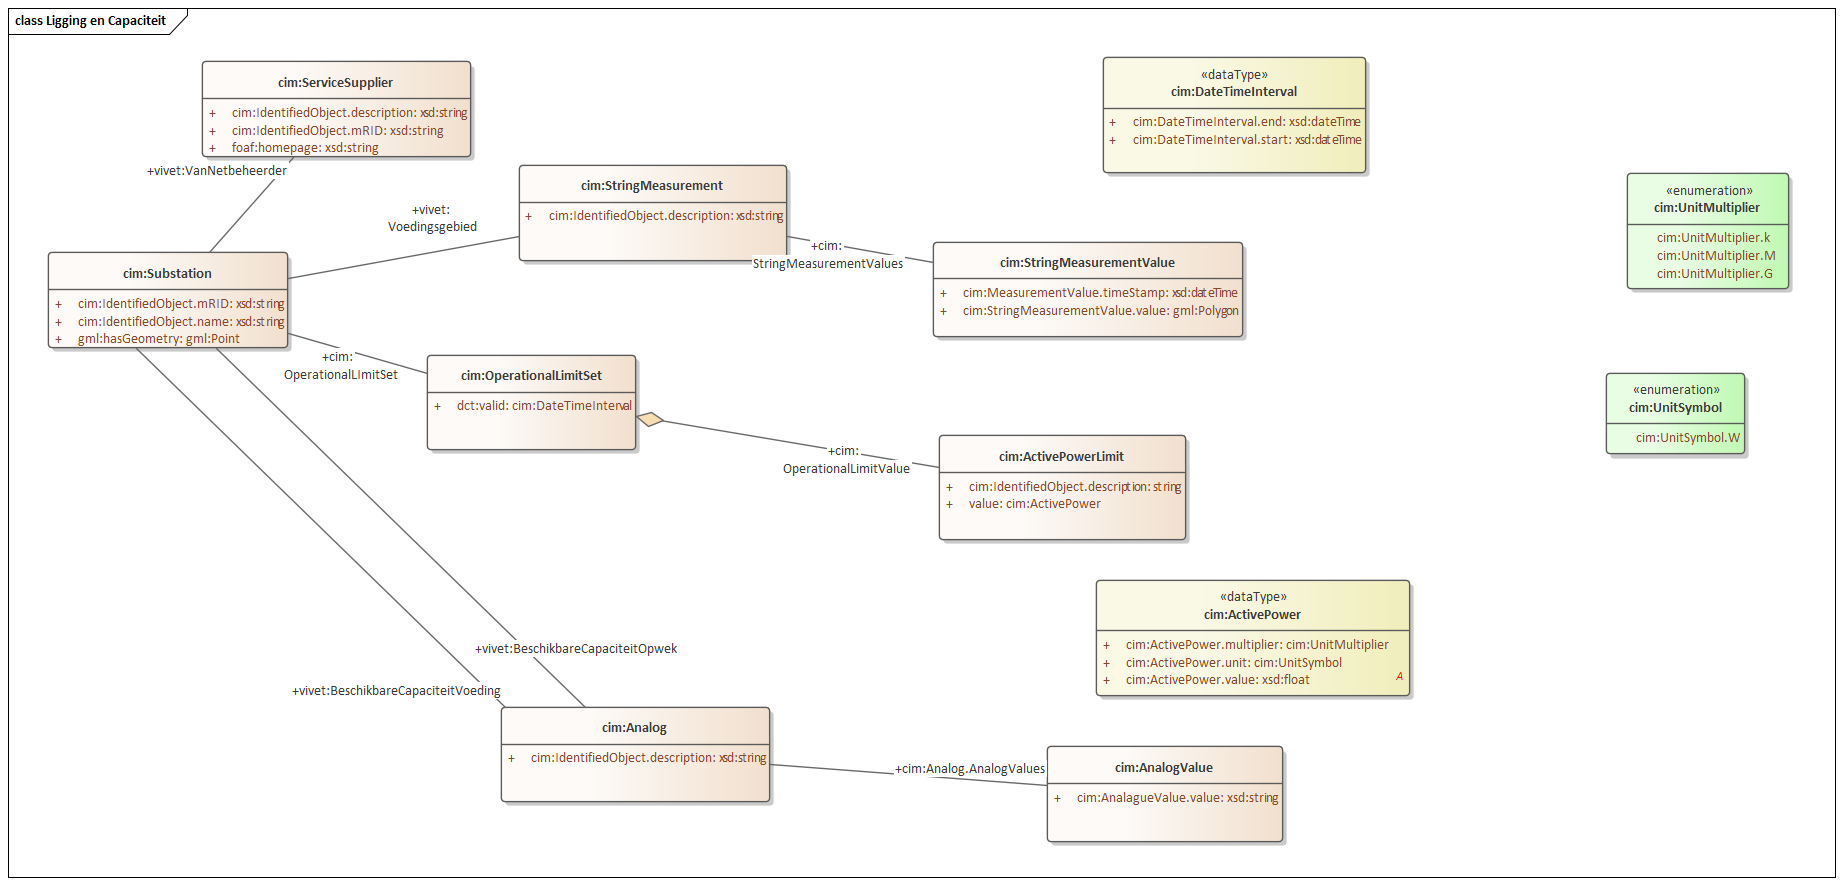 class Ligging en Capaciteit
cim:ServiceSupplier
+ cim:IdentifiedObject.description: xsd:string
+ cim:IdentifiedObject.mRID: xsd:string
+ foaf:homepage: xsd:string
+vivet:VanNetbeheerder
«dataType»
cim:DateTimeInterval
+ cim:DateTimeInterval.end: xsd:dateTime
+ cim:DateTimeInterval.start: xsd:dateTime
cim:StringMeasurement
+ cim:IdentifiedObject.description: xsd:string
+vivet:
Voedingsgebied
«enumeration»
cim:UnitMultiplier
cim:UnitMultiplier.k
cim:UnitMultiplier.M
cim:UnitMultiplier.G
+cim:
StringMeasurementValues
cim:StringMeasurementValue
+ cim:MeasurementValue.timeStamp: xsd:dateTime
+ cim:StringMeasurementValue.value: gml:Polygon
cim:Substation
+ cim:IdentifiedObject.mRID: xsd:string
+ cim:IdentifiedObject.name: xsd:string
+ gml:hasGeometry: gml:Point
+cim:
OperationalLImitSet
cim:OperationalLimitSet
+ dct:valid: cim:DateTimeInterval
«enumeration»
cim:UnitSymbol
cim:UnitSymbol.W
+cim:
OperationalLimitValue
cim:ActivePowerLimit
+ cim:IdentifiedObject.description: string
+ value: cim:ActivePower
«dataType»
cim:ActivePower
+ cim:ActivePower.multiplier: cim:UnitMultiplier
+ cim:ActivePower.unit: cim:UnitSymbol
+ cim:ActivePower.value: xsd:float
A
+vivet:BeschikbareCapaciteitOpwek
+vivet:BeschikbareCapaciteitVoeding
cim:Analog
+ cim:IdentifiedObject.description: xsd:string
+cim:Analog.AnalogValues
cim:AnalogValue
+ cim:AnalagueValue.value: xsd:string